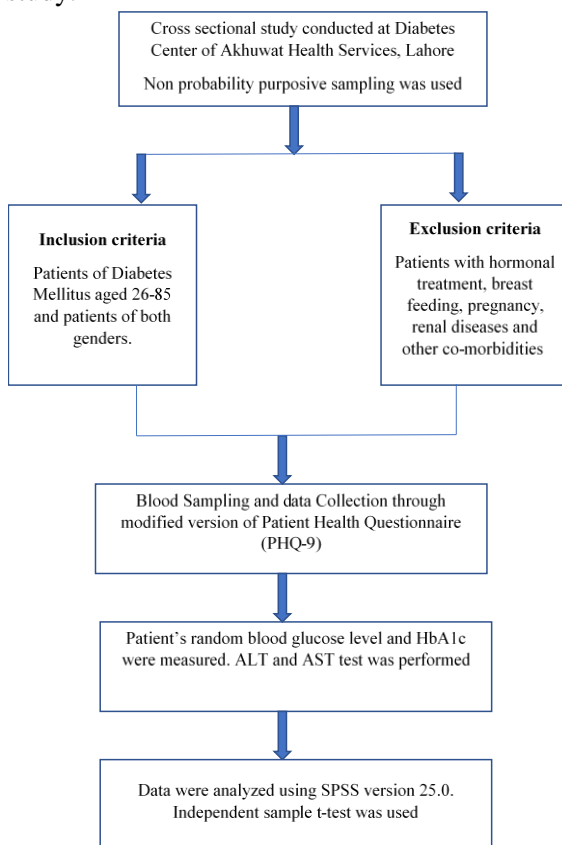 study.
Cross sectional study conducted at Diabetes
Center of Akhuwat Health Services, Lahore
Non probability purposive sampling was used
Inclusion criteria
Patients of Diabetes
Mellitus aged 26-85
and patients of both
genders.
Exclusion criteria
Patients with hormonal
treatment, breast
feeding, pregnancy,
renal diseases and
other co-morbidities
Blood Sampling and data Collection through
modified version of Patient Health Questionnaire
(PHQ-9)
Patient's random blood glucose level and HbA1c
were measured. ALT and AST test was performed
Data were analyzed using SPSS version 25.0.
Independent sample t-test was used